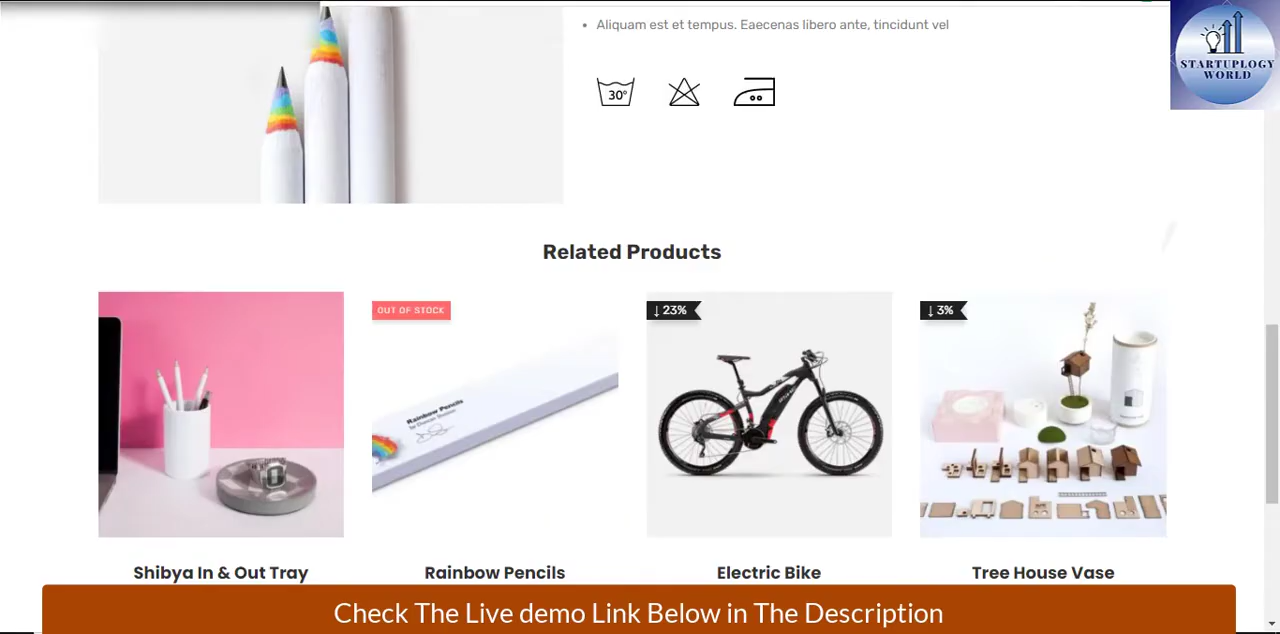 Aliquam est et tempus. Eaecenas libero ante, tincidunt vel
STARTUPLOGY
WORLD
30°
Related Products
OUT OF STOCK
↓ 23%
↓ 3%
Rainbow Pencils
Shibya In & Out Tray
Rainbow Pencils
Electric Bike
Tree House Vase
Check The Live demo Link Below in The Description